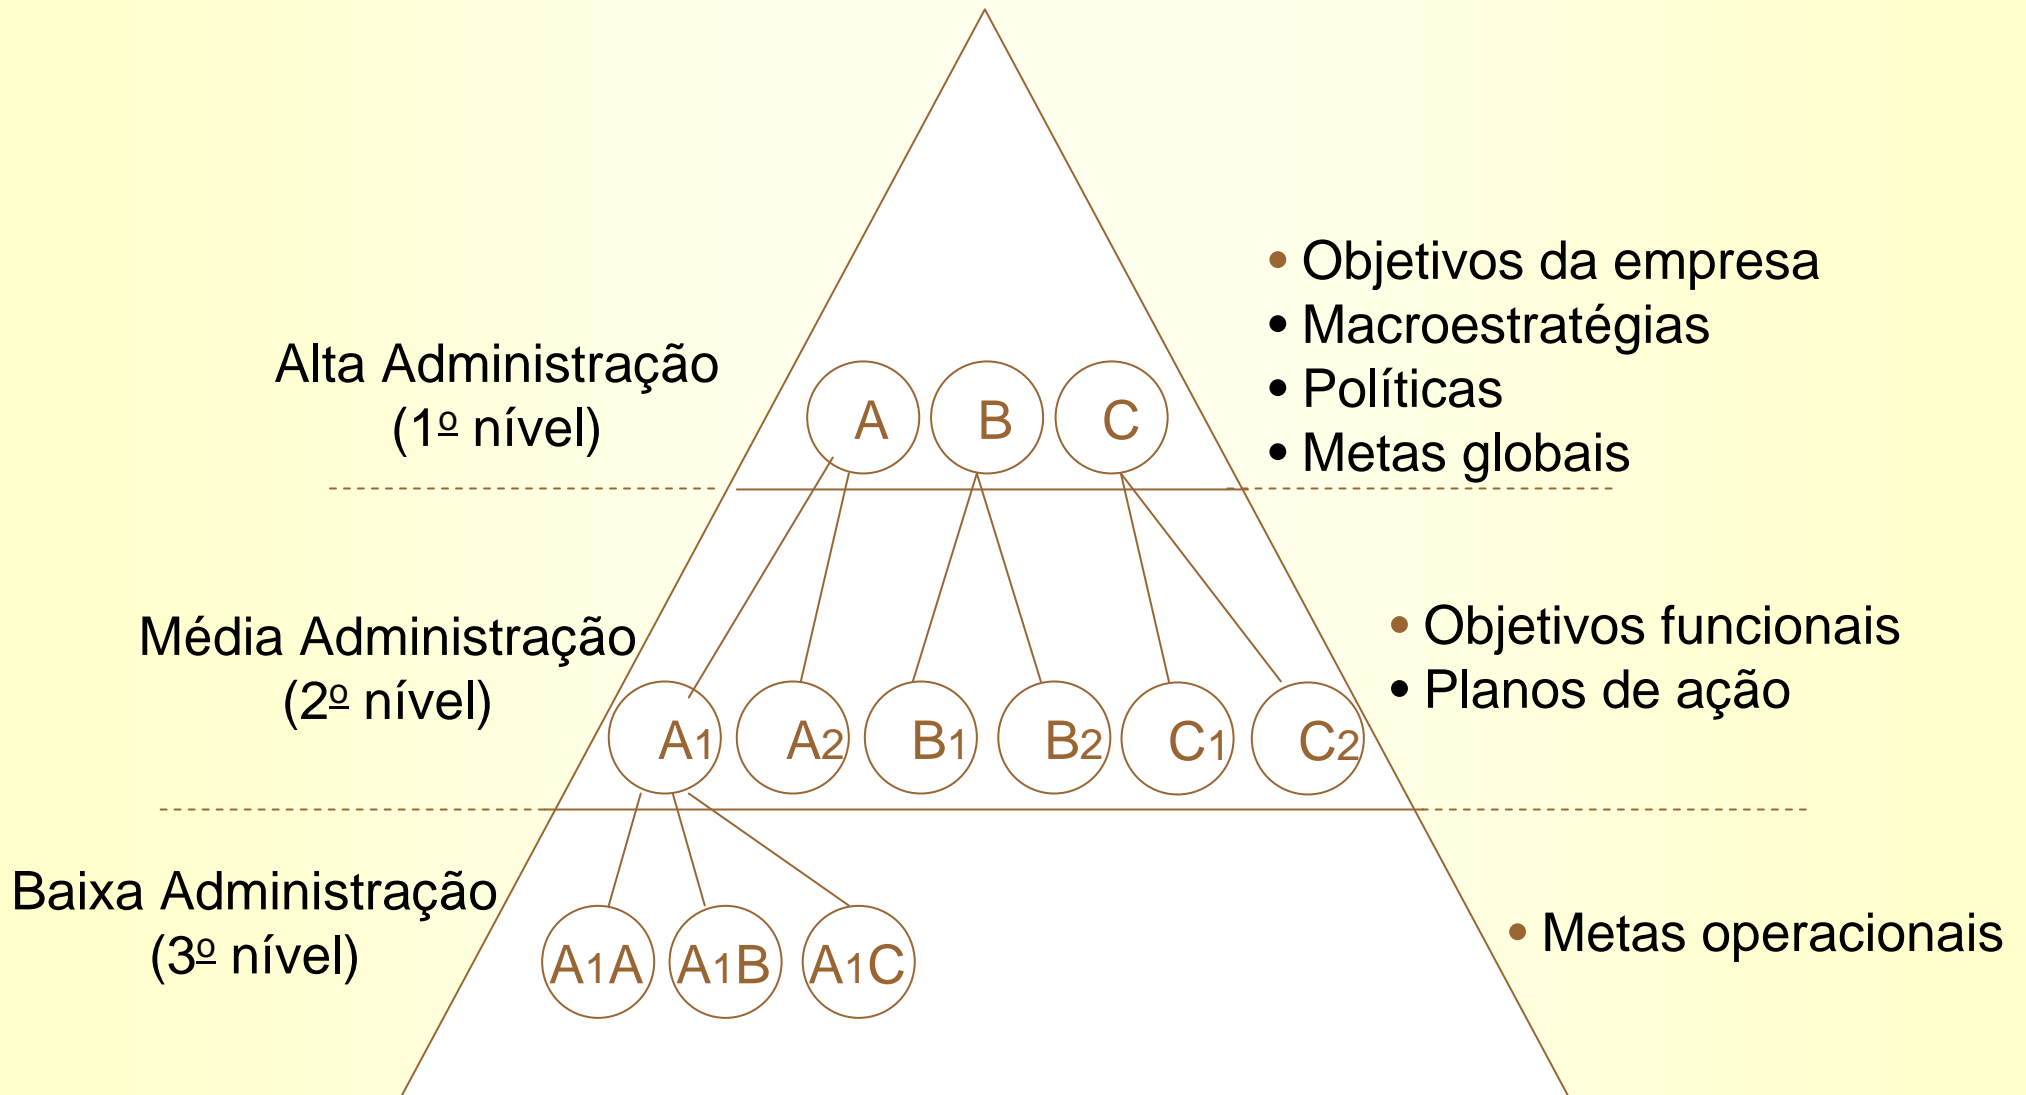 • Objetivos da empresa
• Macroestratégias
Alta Administração
(1º nível)
• Políticas
• Metas globais
A B C
Média Administração
(2º nível)
• Objetivos funcionais
• Planos de ação
A1 A2 B1 B2 C1 C2
Baixa Administração
(3º nível)
• Metas operacionais
A1A A1B A1C